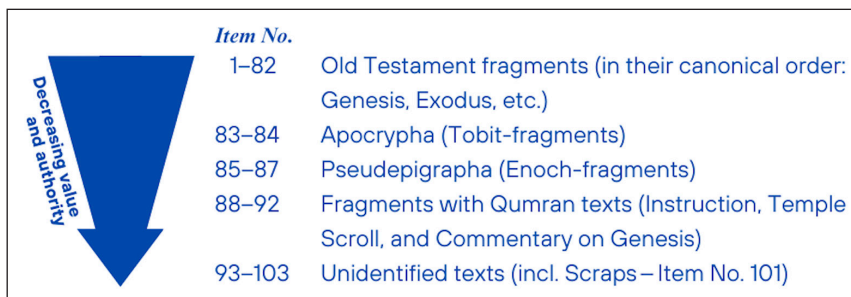 Item No.
1–82 Old Testament fragments (in their canonical order:
Genesis, Exodus, etc.)
83–84 Apocrypha (Tobit-fragments)
85–87 Pseudepigrapha (Enoch-fragments)
88–92 Fragments with Qumran texts (Instruction, Temple
Scroll, and Commentary on Genesis)
93–103 Unidentified texts (incl. Scraps – Item No. 101)
Decreasing value
and authority